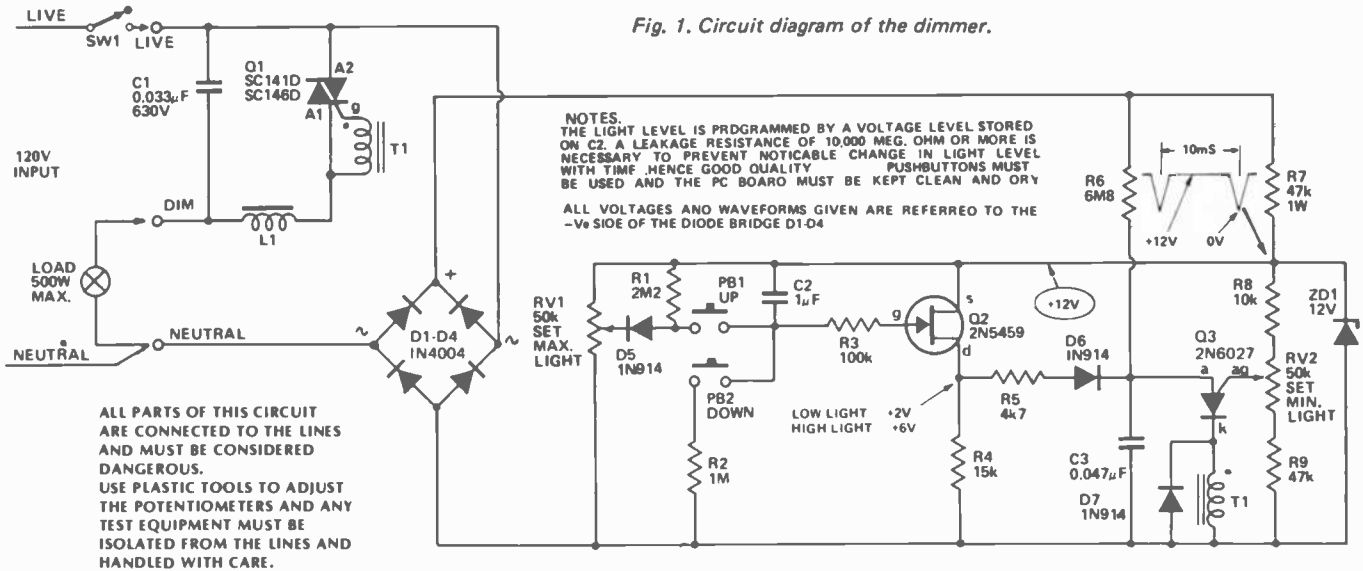 Fig. 1. Circuit diagram of the dimmer.
LIVE
SW1
LIVE
C1
0.033µF
630V
Q1
SC141D
SC146D
A2
A1
g
T1
120V
INPUT
DIM
L1
LOAD
500W
MAX.
NEUTRAL
NEUTRAL
NOTES.
THE LIGHT LEVEL IS PRDGRAMMED BY A VOLTAGE LEVEL STORED
ON C2. A LEAKAGE RESISTANCE OF 10,000 MEG. OHM OR MORE IS
NECESSARY TO PREVENT NOTICABLE CHANGE IN LIGHT LEVEL
WITH TIMF .HENCE GOOD QUALITY PUSHBUTTONS MUST
BE USED AND THE PC BOARD MUST BE KEPT CLEAN AND ORY
ALL VOLTAGES ANO WAVEFORMS GIVEN ARE REFERRED TO THE
-Ve SIDE OF THE DIODE BRIDGE D1-D4
+
~
D1-D4
IN4004
~
RV1
50k
SET
MAX.
LIGHT
R1
2M2
D5
1N914
PB1
UP
PB2
DOWN
R2
1M
C2
1µF
R3
100k
g
s
d
Q2
2N5459
+12V
R5
4k7
D6
IN914
LOW LIGHT +2V
HIGH LIGHT +6V
R4
15k
R6
6M8
10mS
+12V
0V
R7
47k
1W
C3
0.047µF
D7
1N914
Q3
2N6027
a
ag
k
T1
R8
10k
RV2
50k
SET
MIN.
LIGHT
R9
47k
ZD1
12V
ALL PARTS OF THIS CIRCUIT
ARE CONNECTED TO THE LINES
AND MUST BE CONSIDERED
DANGEROUS.
USE PLASTIC TOOLS TO ADJUST
THE POTENTIOMETERS AND ANY
TEST EQUIPMENT MUST BE
ISOLATED FROM THE LINES AND
HANDLED WITH CARE.